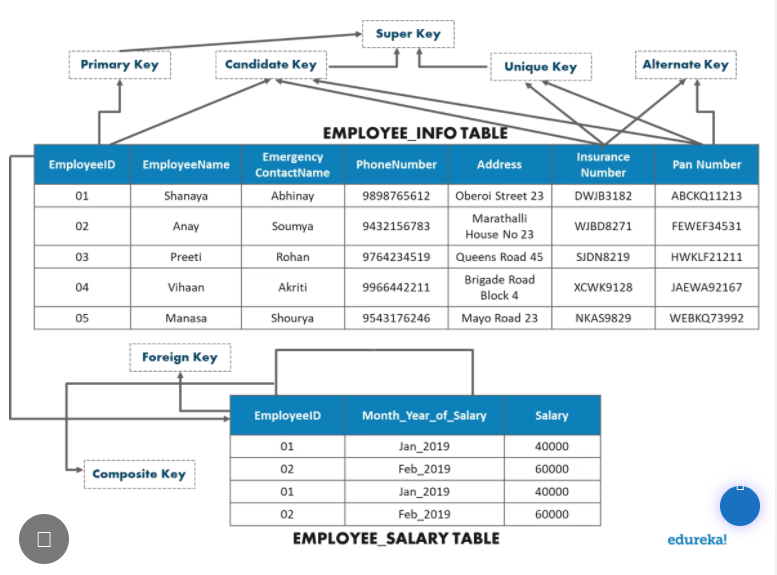 Super Key
Primary Key
Candidate Key
Unique Key
Alternate Key
EMPLOYEE_INFO TABLE
EmployeeID EmployeeName Emergency ContactName PhoneNumber Address Insurance Number Pan Number
01 Shanaya Abhinay 9898765612 Oberoi Street 23 DWJB3182 ABCKQ11213
02 Anay Soumya 9432156783 Marathalli House No 23 WJBD8271 FEWEF34531
03 Preeti Rohan 9764234519 Queens Road 45 SJDN8219 HWKLF21211
04 Vihaan Akriti 9966442211 Brigade Road Block 4 XCWK9128 JAEWA92167
05 Manasa Shourya 9543176246 Mayo Road 23 NKAS9829 WEBKQ73992
Foreign Key
EmployeeID Month_Year_of_Salary Salary
01 Jan_2019 40000
02 Feb_2019 60000
01 Jan_2019 40000
02 Feb_2019 60000
Composite Key
EMPLOYEE_SALARY TABLE
edureka!